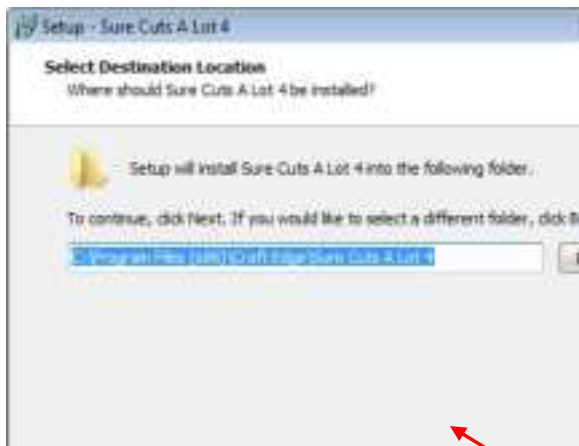 Setup - Sure Cuts A Lot 4
Select Destination Location
Where should Sure Cuts A Lot 4 be installed?
Setup will install Sure Cuts A Lot 4 into the following folder.
To continue, click Next. If you would like to select a different folder, click B
C:\Program Files (x86)\Craft Edge\Sure Cuts A Lot 4